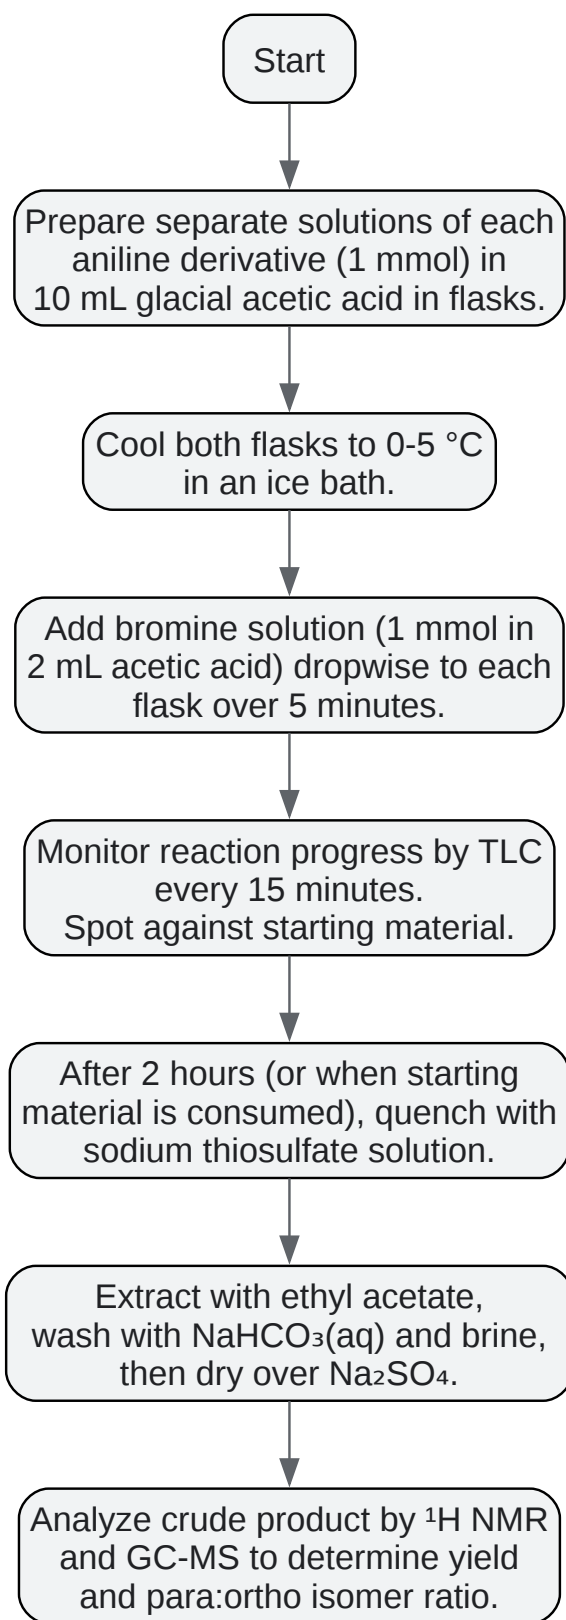 Start
Prepare separate solutions of each
aniline derivative (1 mmol) in
10 mL glacial acetic acid in flasks.
Cool both flasks to 0-5 °C
in an ice bath.
Add bromine solution (1 mmol in
2 mL acetic acid) dropwise to each
flask over 5 minutes.
Monitor reaction progress by TLC
every 15 minutes.
Spot against starting material.
After 2 hours (or when starting
material is consumed), quench with
sodium thiosulfate solution.
Extract with ethyl acetate,
wash with NaHCO₃(aq) and brine,
then dry over Na₂SO₄.
Analyze crude product by ¹H NMR
and GC-MS to determine yield
and para:ortho isomer ratio.